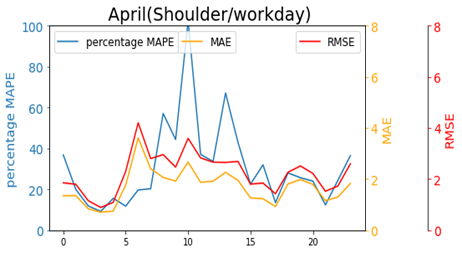 April(Shoulder/workday)
percentage MAPE
MAE
RMSE
100
80
60
40
20
0
percentage MAPE
8
6
4
2
0
MAE
8
6
4
2
0
RMSE
0 5 10 15 20